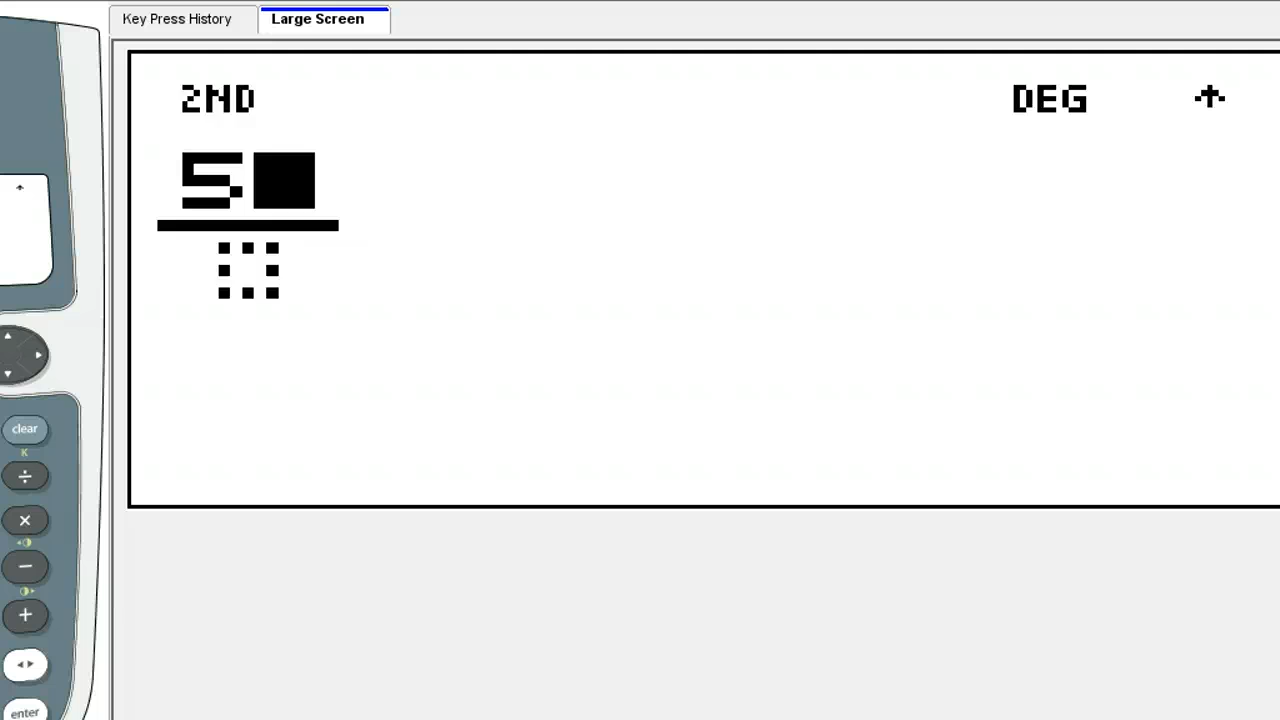 Key Press History
Large Screen
2ND DEG
5
clear
K
÷
×
−
+
enter